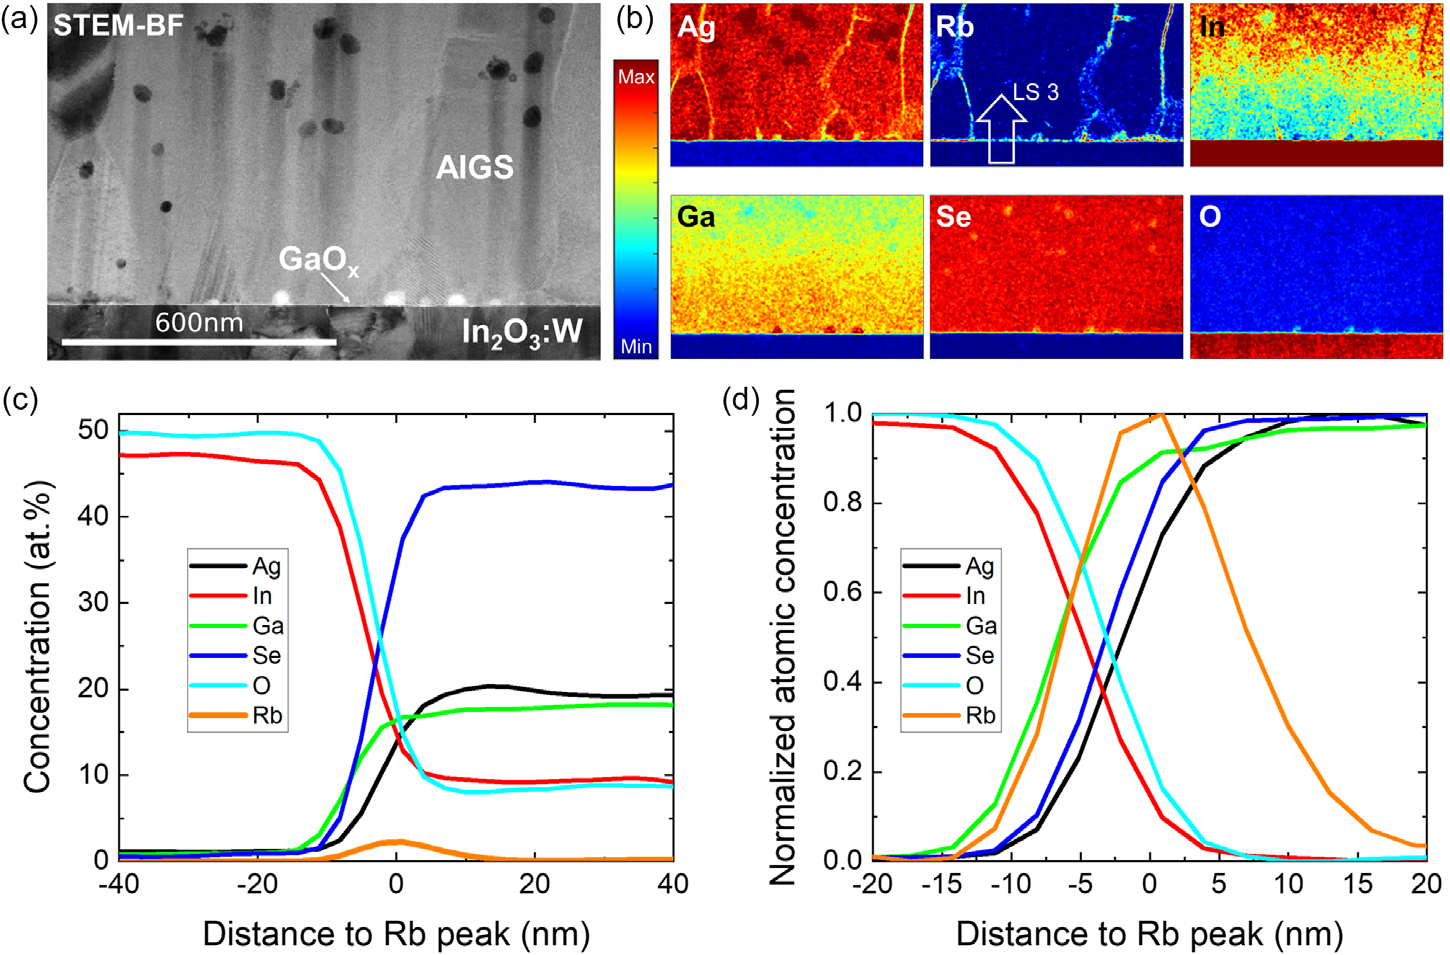 (a)
STEM-BF
AIGS
GaOₓ
600nm
In₂O₃:W
(b)
Max
Min
Ag
Rb
LS 3
In
Ga
Se
O
(c)
Concentration (at.%)
50
40
30
20
10
0
Ag
In
Ga
Se
O
Rb
-40 -20 0 20 40
Distance to Rb peak (nm)
(d)
Normalized atomic concentration
1.0
0.8
0.6
0.4
0.2
0.0
Ag
In
Ga
Se
O
Rb
-20 -15 -10 -5 0 5 10 15 20
Distance to Rb peak (nm)